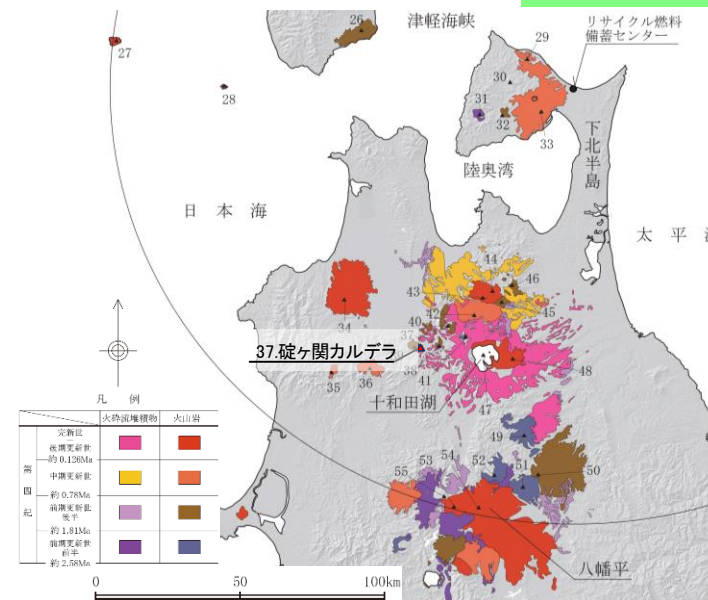 津軽海峡
リサイクル燃料
備蓄センター
26
27
28
29
30
31
32
33
下北半島
陸奥湾
日本海
太平
34
35
36
37
37.碇ヶ関カルデラ
38
40
41
42
43
44
45
46
47
48
十和田湖
49
50
51
52
53
54
55
八幡平
凡 例
火砕流堆積物 火山岩
第四紀
完新世
後期更新世
約 0.126Ma
中期更新世
約 0.78Ma
前期更新世
後半
約 1.81Ma
前期更新世
前半
約 2.58Ma
0 50 100km